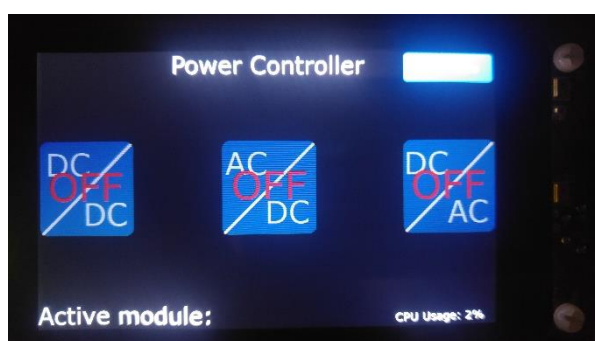 Power Controller
DC OFF DC
AC OFF DC
DC OFF AC
Active module:
CPU Usage: 2%